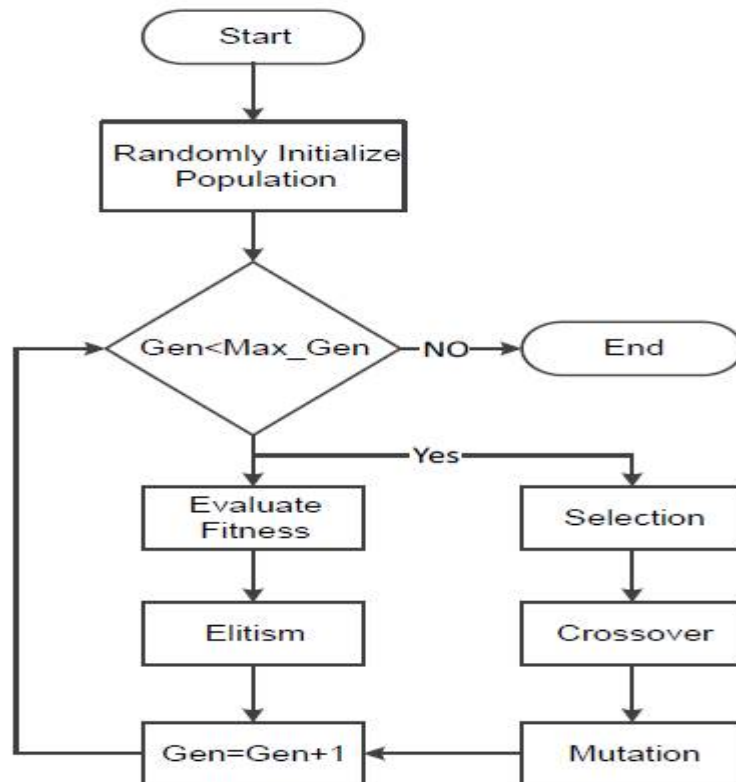 Start
Randomly Initialize
Population
Gen<Max_Gen
NO
End
Yes
Evaluate
Fitness
Selection
Elitism
Crossover
Gen=Gen+1
Mutation